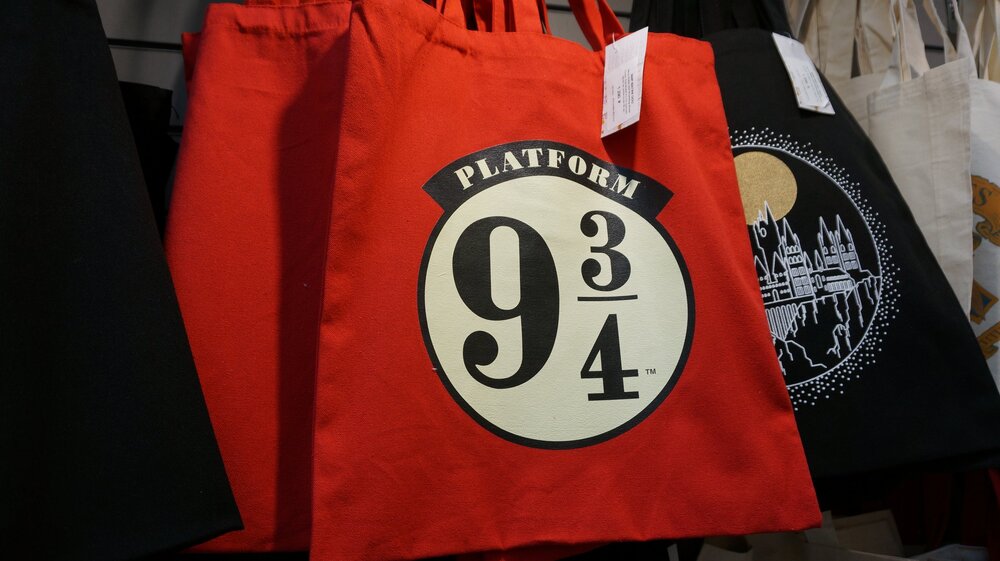 PLATFORM
9 3/4
TM